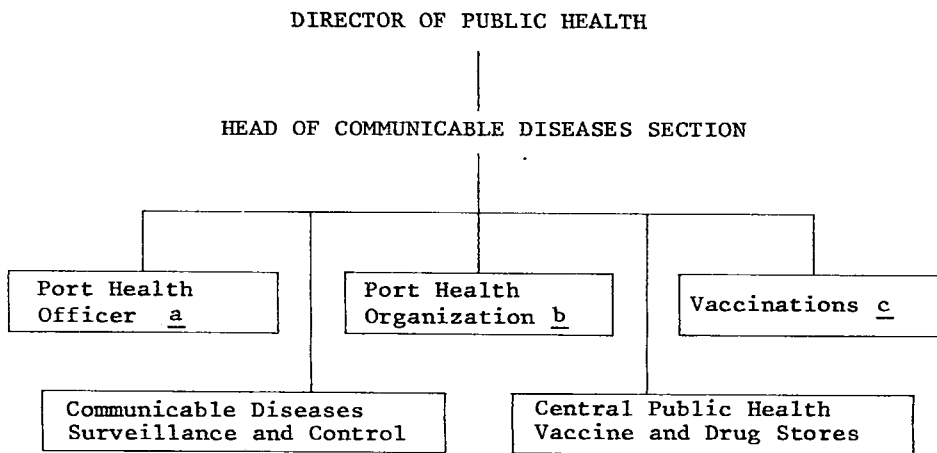 DIRECTOR OF PUBLIC HEALTH
HEAD OF COMMUNICABLE DISEASES SECTION
Port Health
Officer a
Port Health
Organization b
Vaccinations c
Communicable Diseases
Surveillance and Control
Central Public Health
Vaccine and Drug Stores